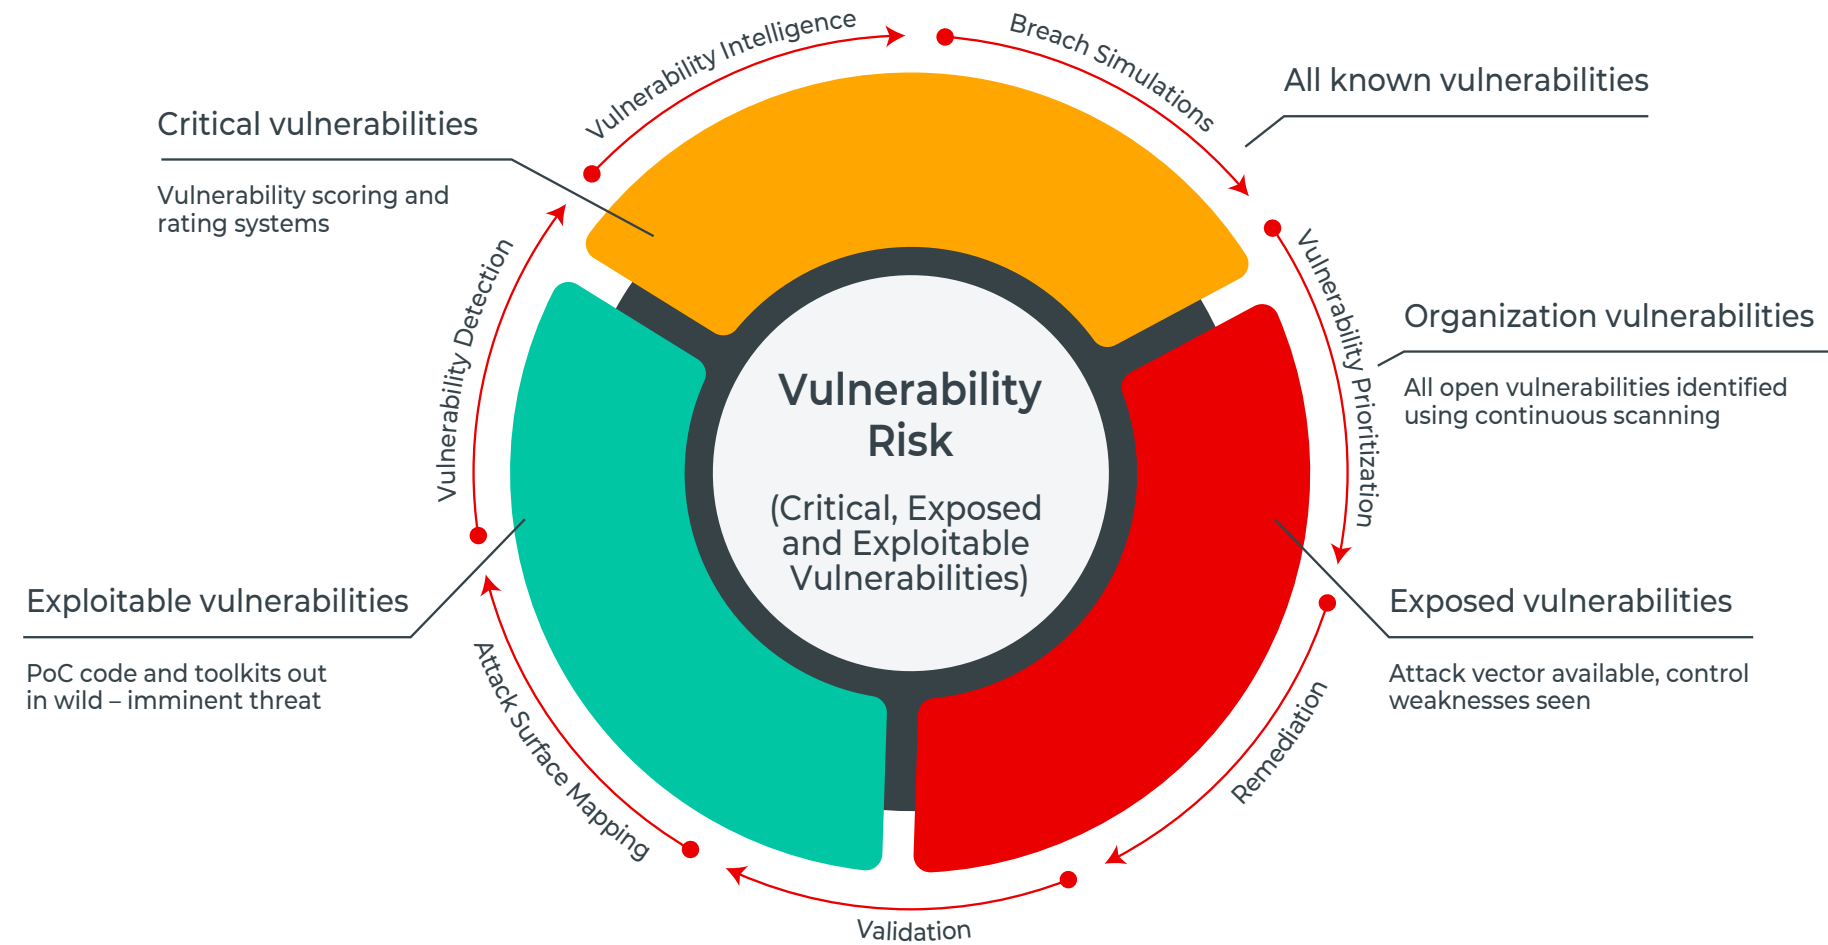 Vulnerability Intelligence
Breach Simulations
All known vulnerabilities
Critical vulnerabilities
Vulnerability scoring and
rating systems
Vulnerability Detection
Vulnerability Prioritization
Organization vulnerabilities
All open vulnerabilities identified
using continuous scanning
Vulnerability
Risk
(Critical, Exposed
and Exploitable
Vulnerabilities)
Exploitable vulnerabilities
PoC code and toolkits out
in wild – imminent threat
Exposed vulnerabilities
Attack vector available, control
weaknesses seen
Attack Surface Mapping
Remediation
Validation